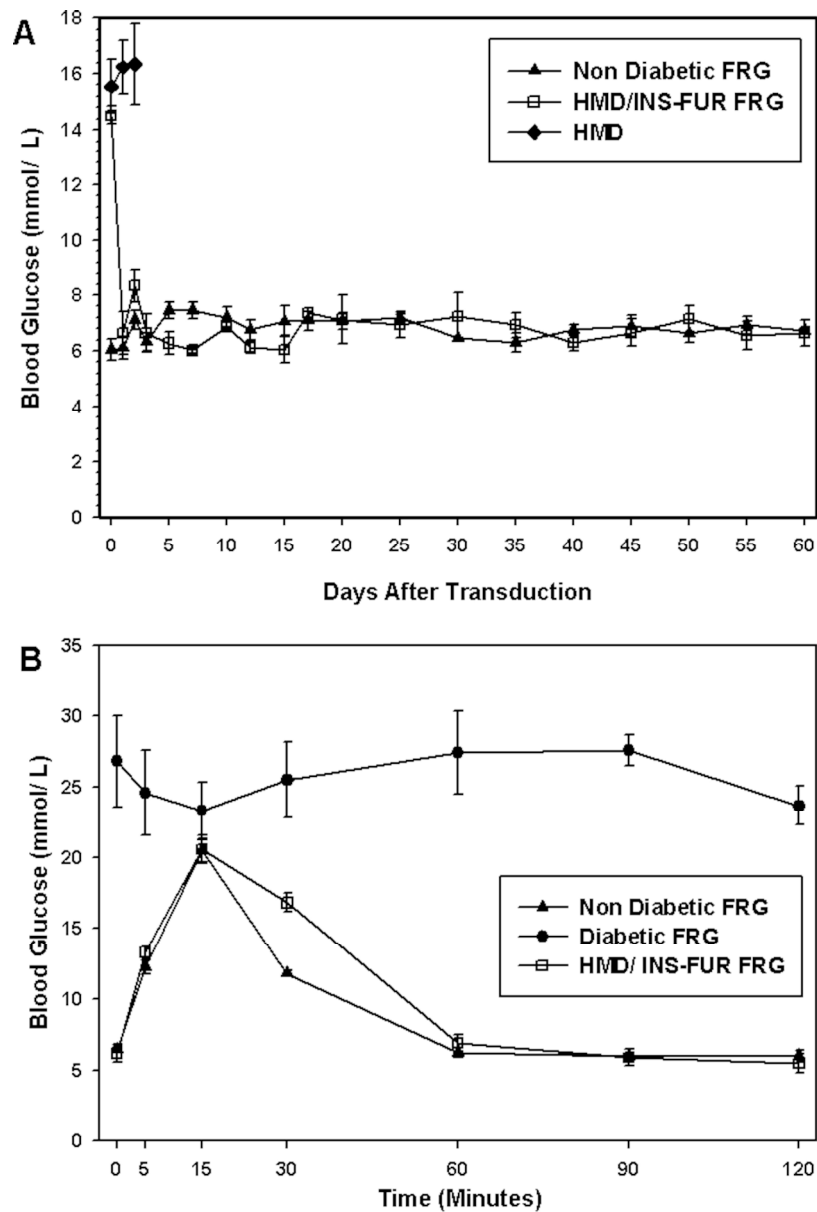 A
18
16
14
12
10
8
6
4
2
0
Blood Glucose (mmol/ L)
Non Diabetic FRG
HMD/INS-FUR FRG
HMD
0 5 10 15 20 25 30 35 40 45 50 55 60
Days After Transduction
B
35
30
25
20
15
10
5
0
Blood Glucose (mmol/ L)
Non Diabetic FRG
Diabetic FRG
HMD/ INS-FUR FRG
0 5 15 30 60 90 120
Time (Minutes)